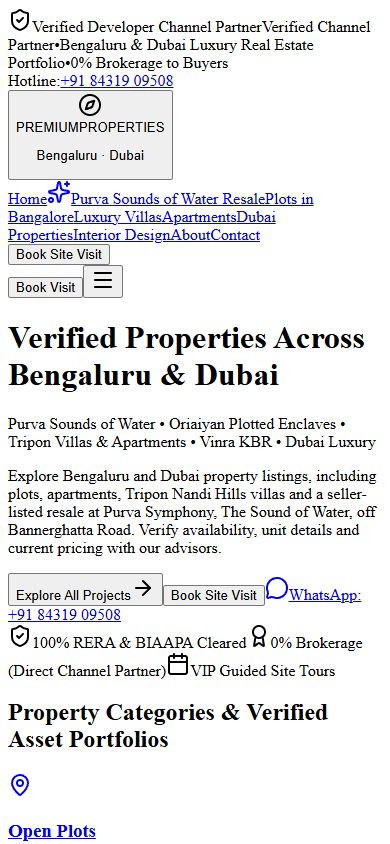 Verified Developer Channel PartnerVerified Channel
Partner•Bengaluru & Dubai Luxury Real Estate
Portfolio•0% Brokerage to Buyers
Hotline:+91 84319 09508
PREMIUMPROPERTIES
Bengaluru · Dubai
HomePurva Sounds of Water ResalePlots in
BangaloreLuxury VillasApartmentsDubai
PropertiesInterior DesignAboutContact
Book Site Visit
Book Visit
Verified Properties Across
Bengaluru & Dubai
Purva Sounds of Water • Oriaiyan Plotted Enclaves •
Tripon Villas & Apartments • Vinra KBR • Dubai Luxury
Explore Bengaluru and Dubai property listings, including
plots, apartments, Tripon Nandi Hills villas and a seller-
listed resale at Purva Symphony, The Sound of Water, off
Bannerghatta Road. Verify availability, unit details and
current pricing with our advisors.
Explore All Projects Book Site Visit WhatsApp:
+91 84319 09508
100% RERA & BIAAPA Cleared 0% Brokerage
(Direct Channel Partner) VIP Guided Site Tours
Property Categories & Verified
Asset Portfolios
Open Plots